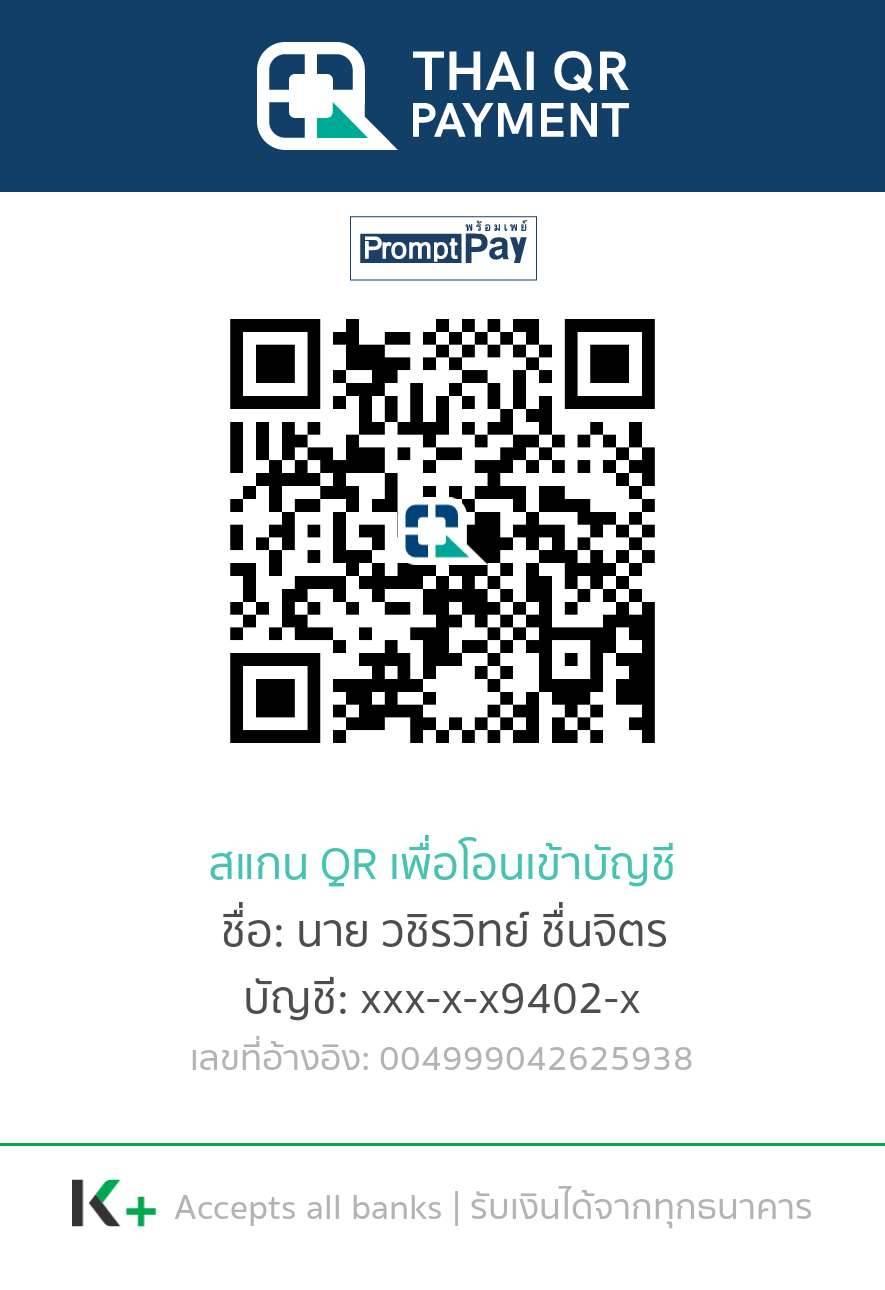 THAI QR
PAYMENT
พร้อมเพย์
PromptPay
สแกน QR เพื่อโอนเข้าบัญชี
ชื่อ: นาย วชิรวิทย์ ชื่นจิตร
บัญชี: xxx-x-x9402-x
เลขที่อ้างอิง: 004999042625938
K+ Accepts all banks | รับเงินได้จากทุกธนาคาร